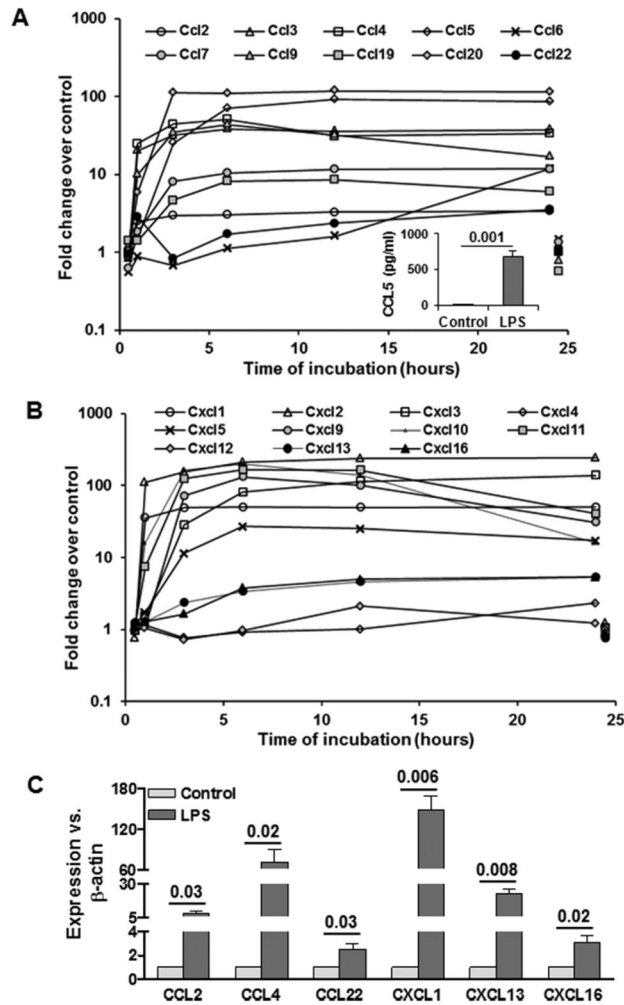 A
Ccl2 Ccl3 Ccl4 Ccl5 Ccl6
Ccl7 Ccl9 Ccl19 Ccl20 Ccl22
Fold change over control
1000
100
10
1
0.1
0 5 10 15 20 25
Time of incubation (hours)
CCL5 (pg/ml)
1000
500
0
0.001
Control LPS
B
Cxcl1 Cxcl2 Cxcl3 Cxcl4
Cxcl5 Cxcl9 Cxcl10 Cxcl11
Cxcl12 Cxcl13 Cxcl16
Fold change over control
1000
100
10
1
0.1
0 5 10 15 20 25
Time of incubation (hours)
C
Control
LPS
Expression vs.
β-actin
180
120
60
30
5
4
2
0
0.03
0.02
0.03
0.006
0.008
0.02
CCL2 CCL4 CCL22 CXCL1 CXCL13 CXCL16